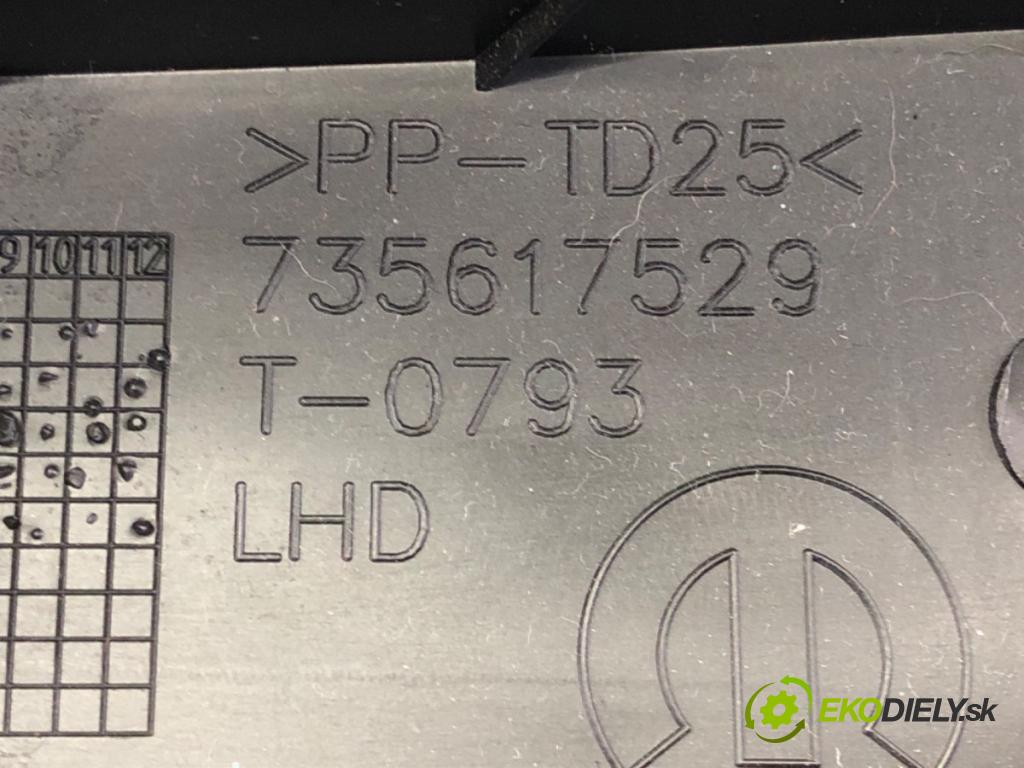 >PP-TD25<
9 10 11 12
735617529
T-0793
LHD
EKODIELY.sk